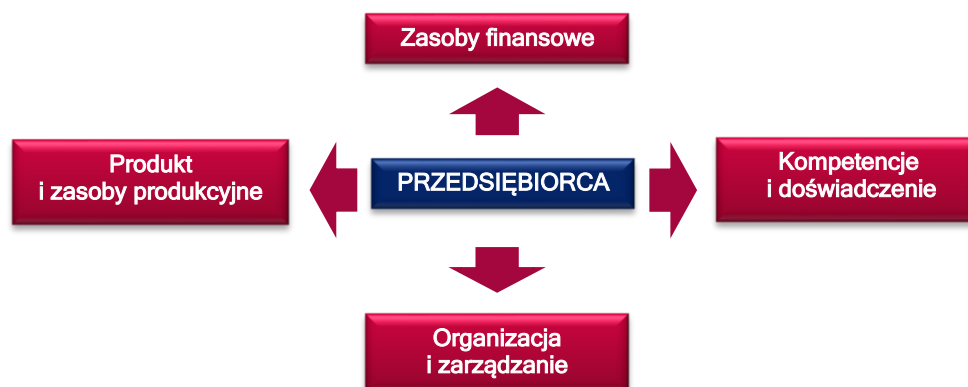 Zasoby finansowe
Produkt
i zasoby produkcyjne
PRZEDSIĘBIORCA
Kompetencje
i doświadczenie
Organizacja
i zarządzanie